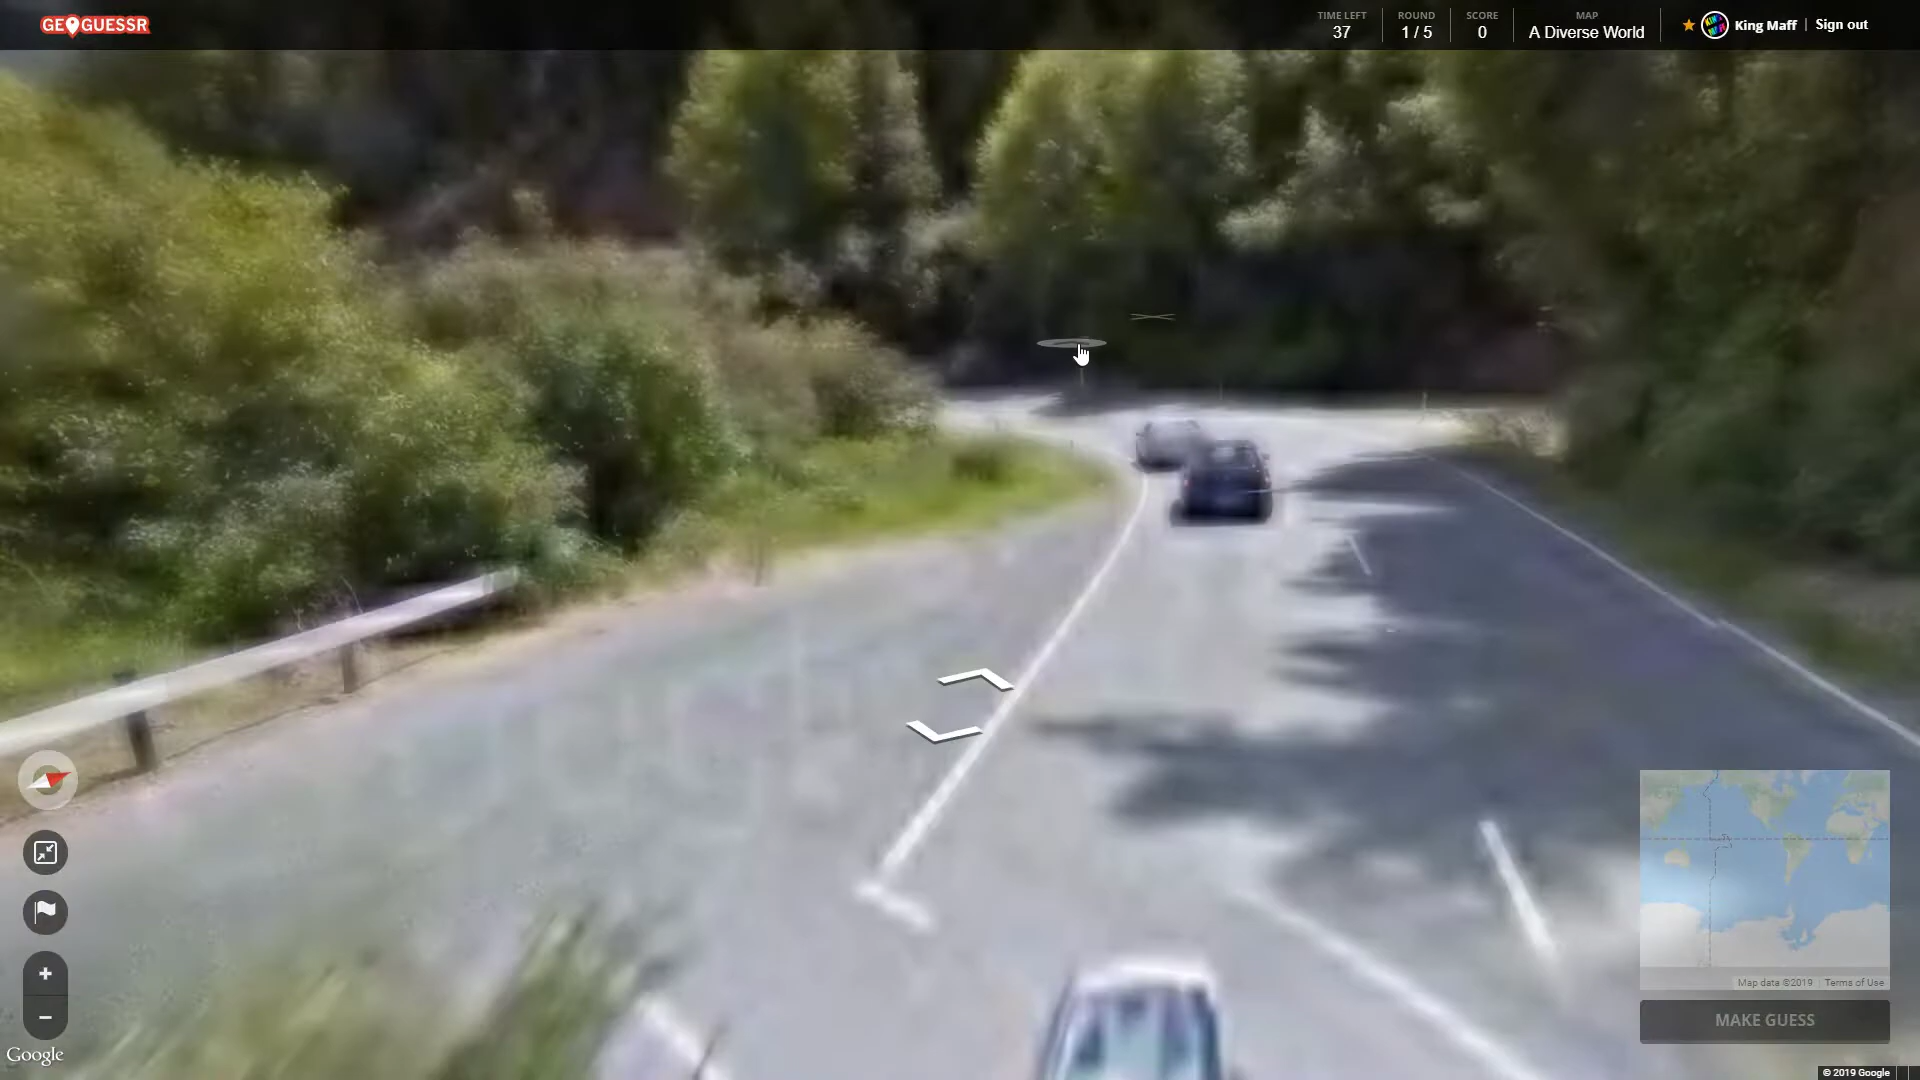 GEOGUESSR
TIME LEFT
37
ROUND
1 / 5
SCORE
0
MAP
A Diverse World
King Maff
Sign out
Map data ©2019
Terms of Use
MAKE GUESS
Google
© 2019 Google